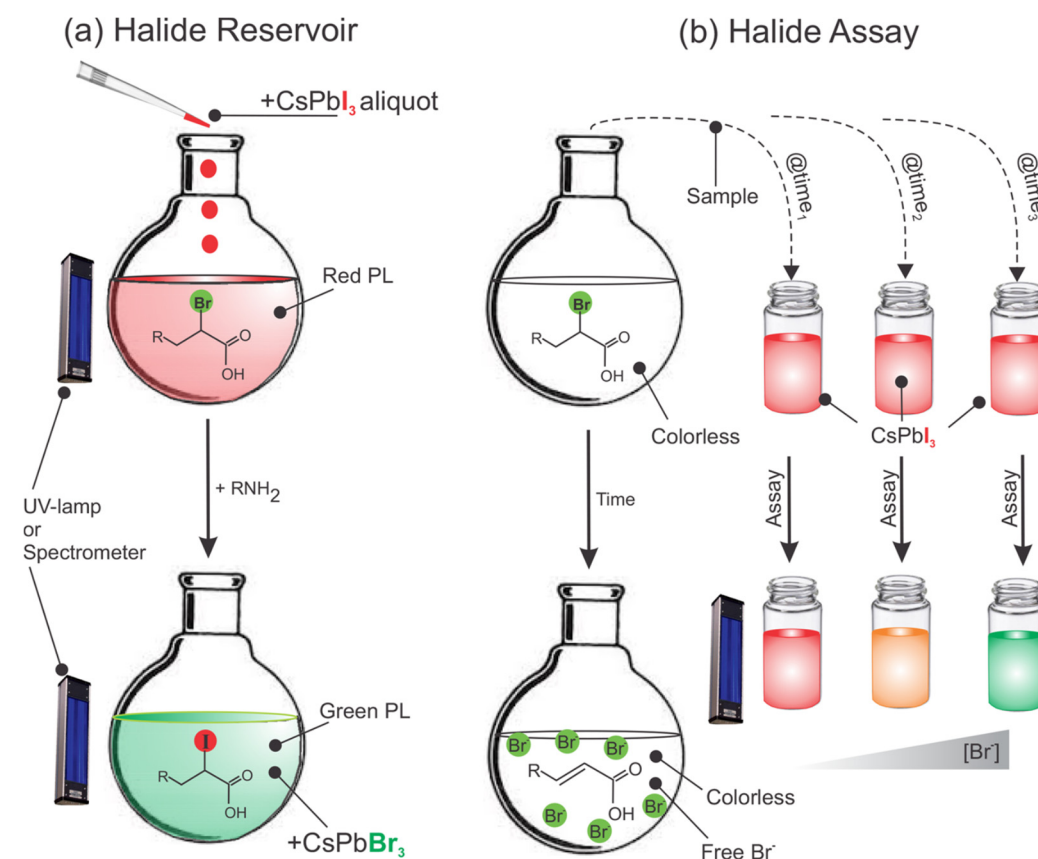 (a) Halide Reservoir
+CsPbI₃ aliquot
Red PL
Br
R
O
OH
+ RNH₂
UV-lamp
or
Spectrometer
Green PL
I
R
O
OH
+CsPbBr₃
(b) Halide Assay
@time₁
@time₂
@time₃
Sample
Br
R
O
OH
Colorless
CsPbI₃
Time
Assay
Assay
Assay
Br⁻
Br⁻
Br⁻
R
O
OH
Br⁻
Br⁻
Br⁻
Colorless
Free Br⁻
[Br⁻]